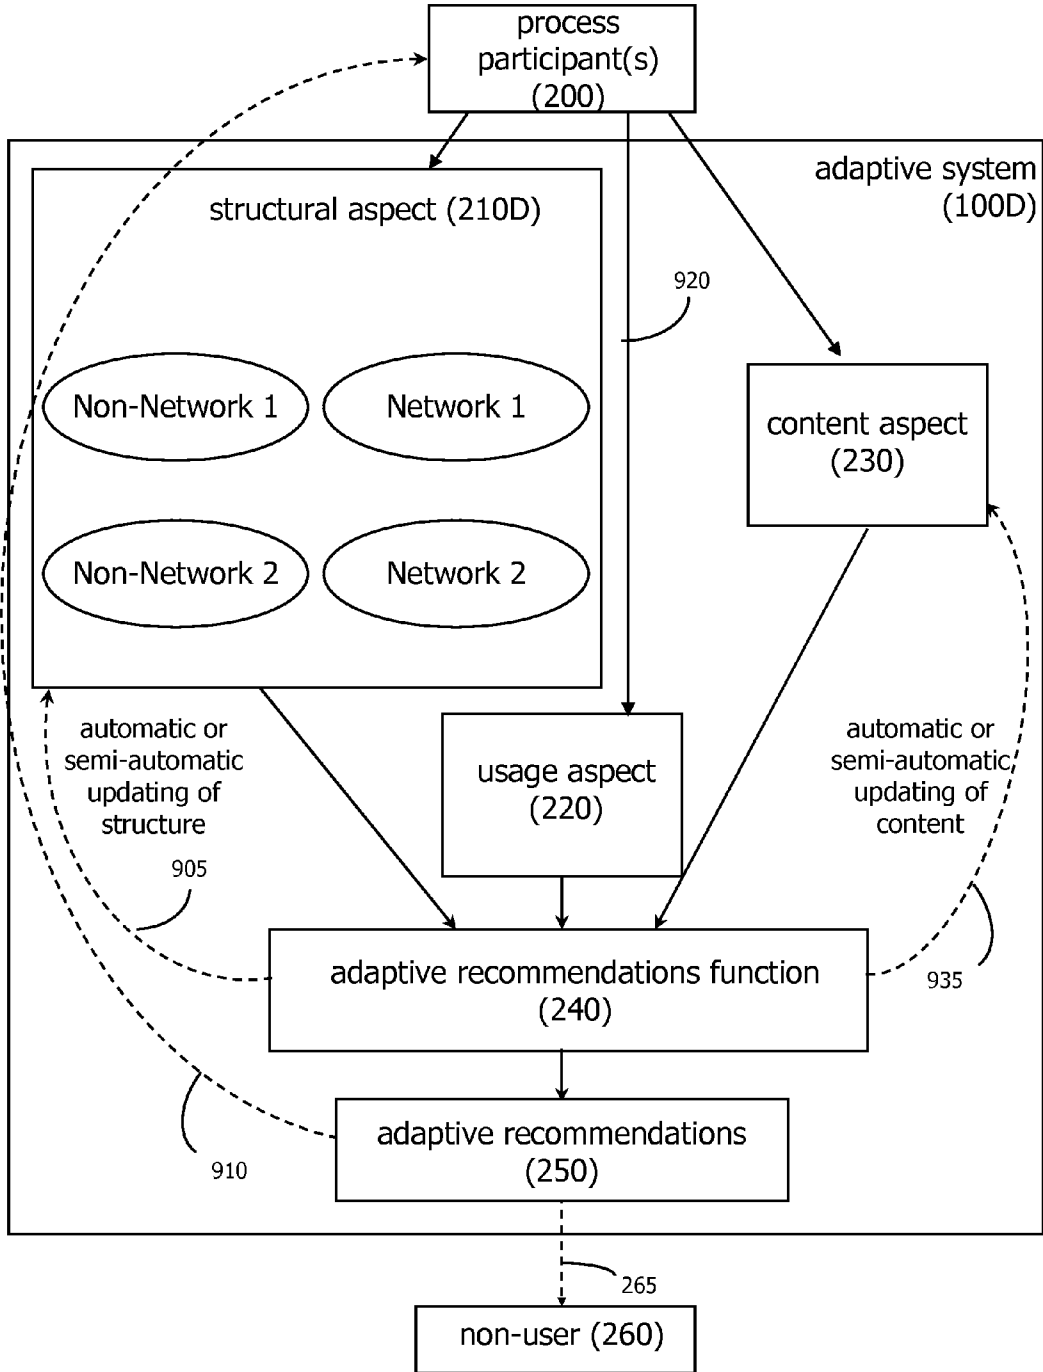 process
participant(s)
(200)
adaptive system
(100D)
structural aspect (210D)
920
Non-Network 1
Network 1
content aspect
(230)
Non-Network 2
Network 2
automatic or
semi-automatic
updating of
structure
usage aspect
(220)
automatic or
semi-automatic
updating of
content
905
adaptive recommendations function
(240)
935
adaptive recommendations
(250)
910
265
non-user (260)